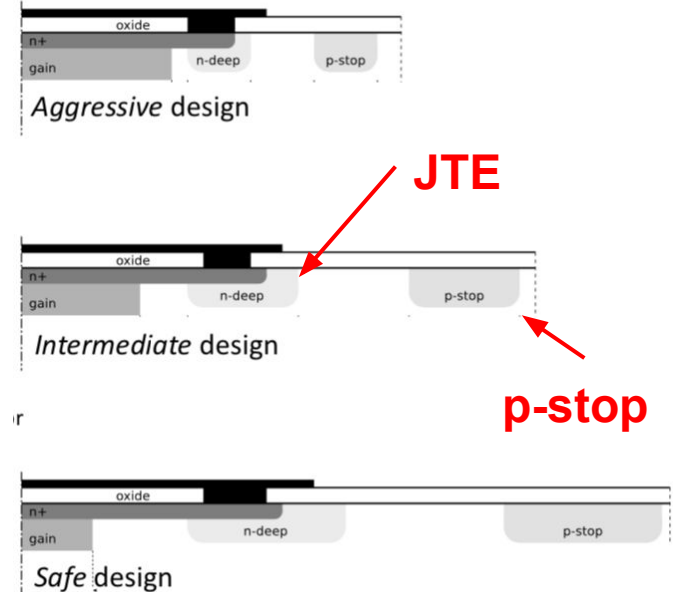 oxide
n+
n-deep
p-stop
gain
Aggressive design
JTE
oxide
n+
n-deep
p-stop
gain
Intermediate design
p-stop
r
oxide
n+
n-deep
p-stop
gain
Safe design